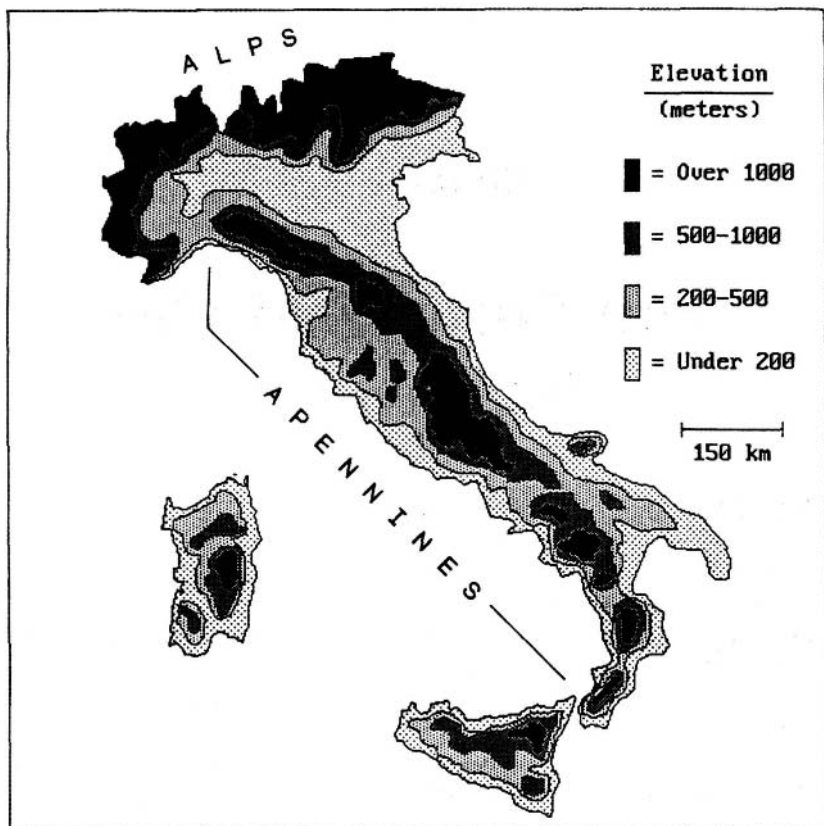 ALPS
Elevation
(meters)
= Over 1000
= 500-1000
= 200-500
= Under 200
150 km
APENNINES